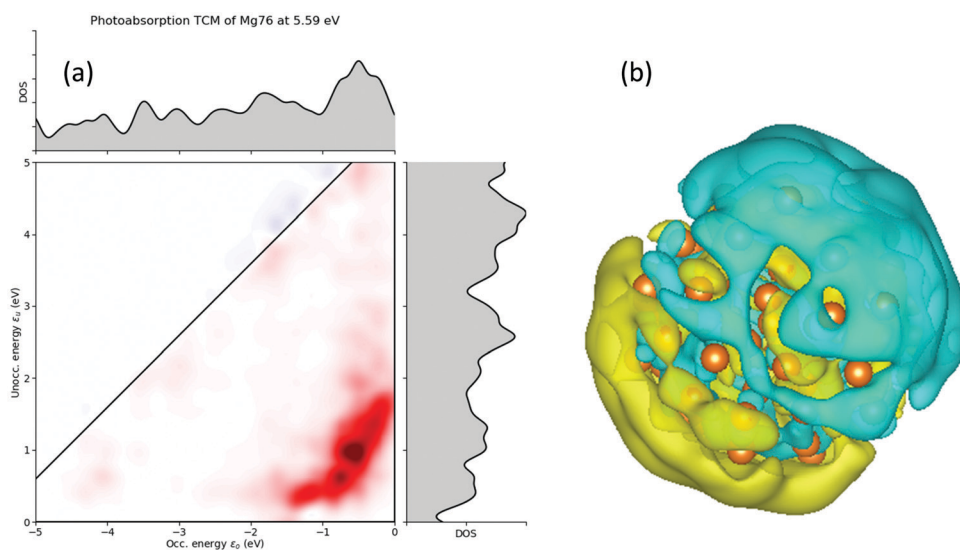 Photoabsorption TCM of Mg76 at 5.59 eV
(a)
(b)
DOS
5
4
3
2
1
0
Unocc. energy εᵤ (eV)
−5
−4
−3
−2
−1
0
Occ. energy εₒ (eV)
DOS